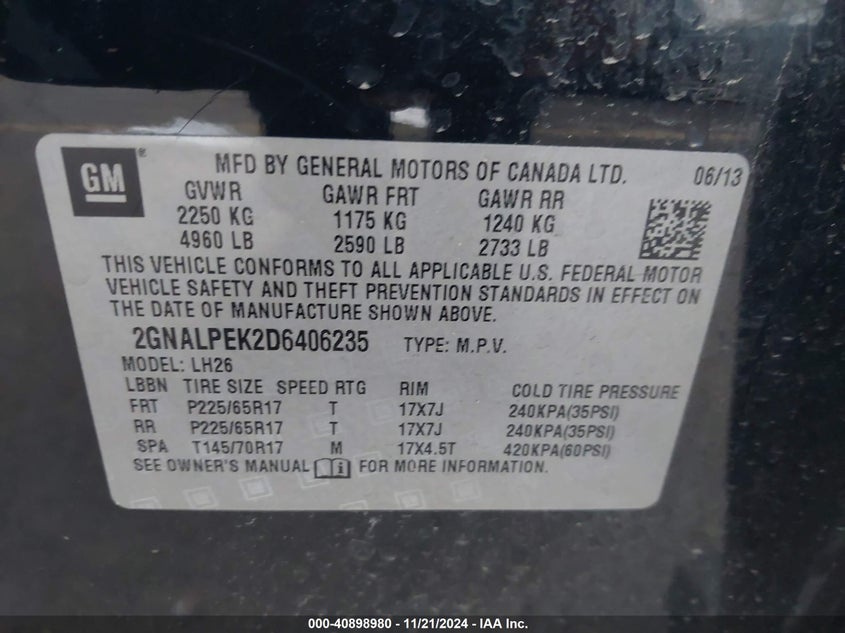 GM ® MFD BY GENERAL MOTORS OF CANADA LTD. 06/13
GVWR GAWR FRT GAWR RR
2250 KG 1175 KG 1240 KG
4960 LB 2590 LB 2733 LB
THIS VEHICLE CONFORMS TO ALL APPLICABLE U.S. FEDERAL MOTOR
VEHICLE SAFETY AND THEFT PREVENTION STANDARDS IN EFFECT ON
THE DATE OF MANUFACTURE SHOWN ABOVE.
2GNALPEK2D6406235 TYPE: M.P.V.
MODEL: LH26
LBBN TIRE SIZE SPEED RTG RIM COLD TIRE PRESSURE
FRT P225/65R17 T 17X7J 240KPA(35PSI)
RR P225/65R17 T 17X7J 240KPA(35PSI)
SPA T145/70R17 M 17X4.5T 420KPA(60PSI)
SEE OWNER'S MANUAL i FOR MORE INFORMATION.
000-40898980 - 11/21/2024 - IAA Inc.